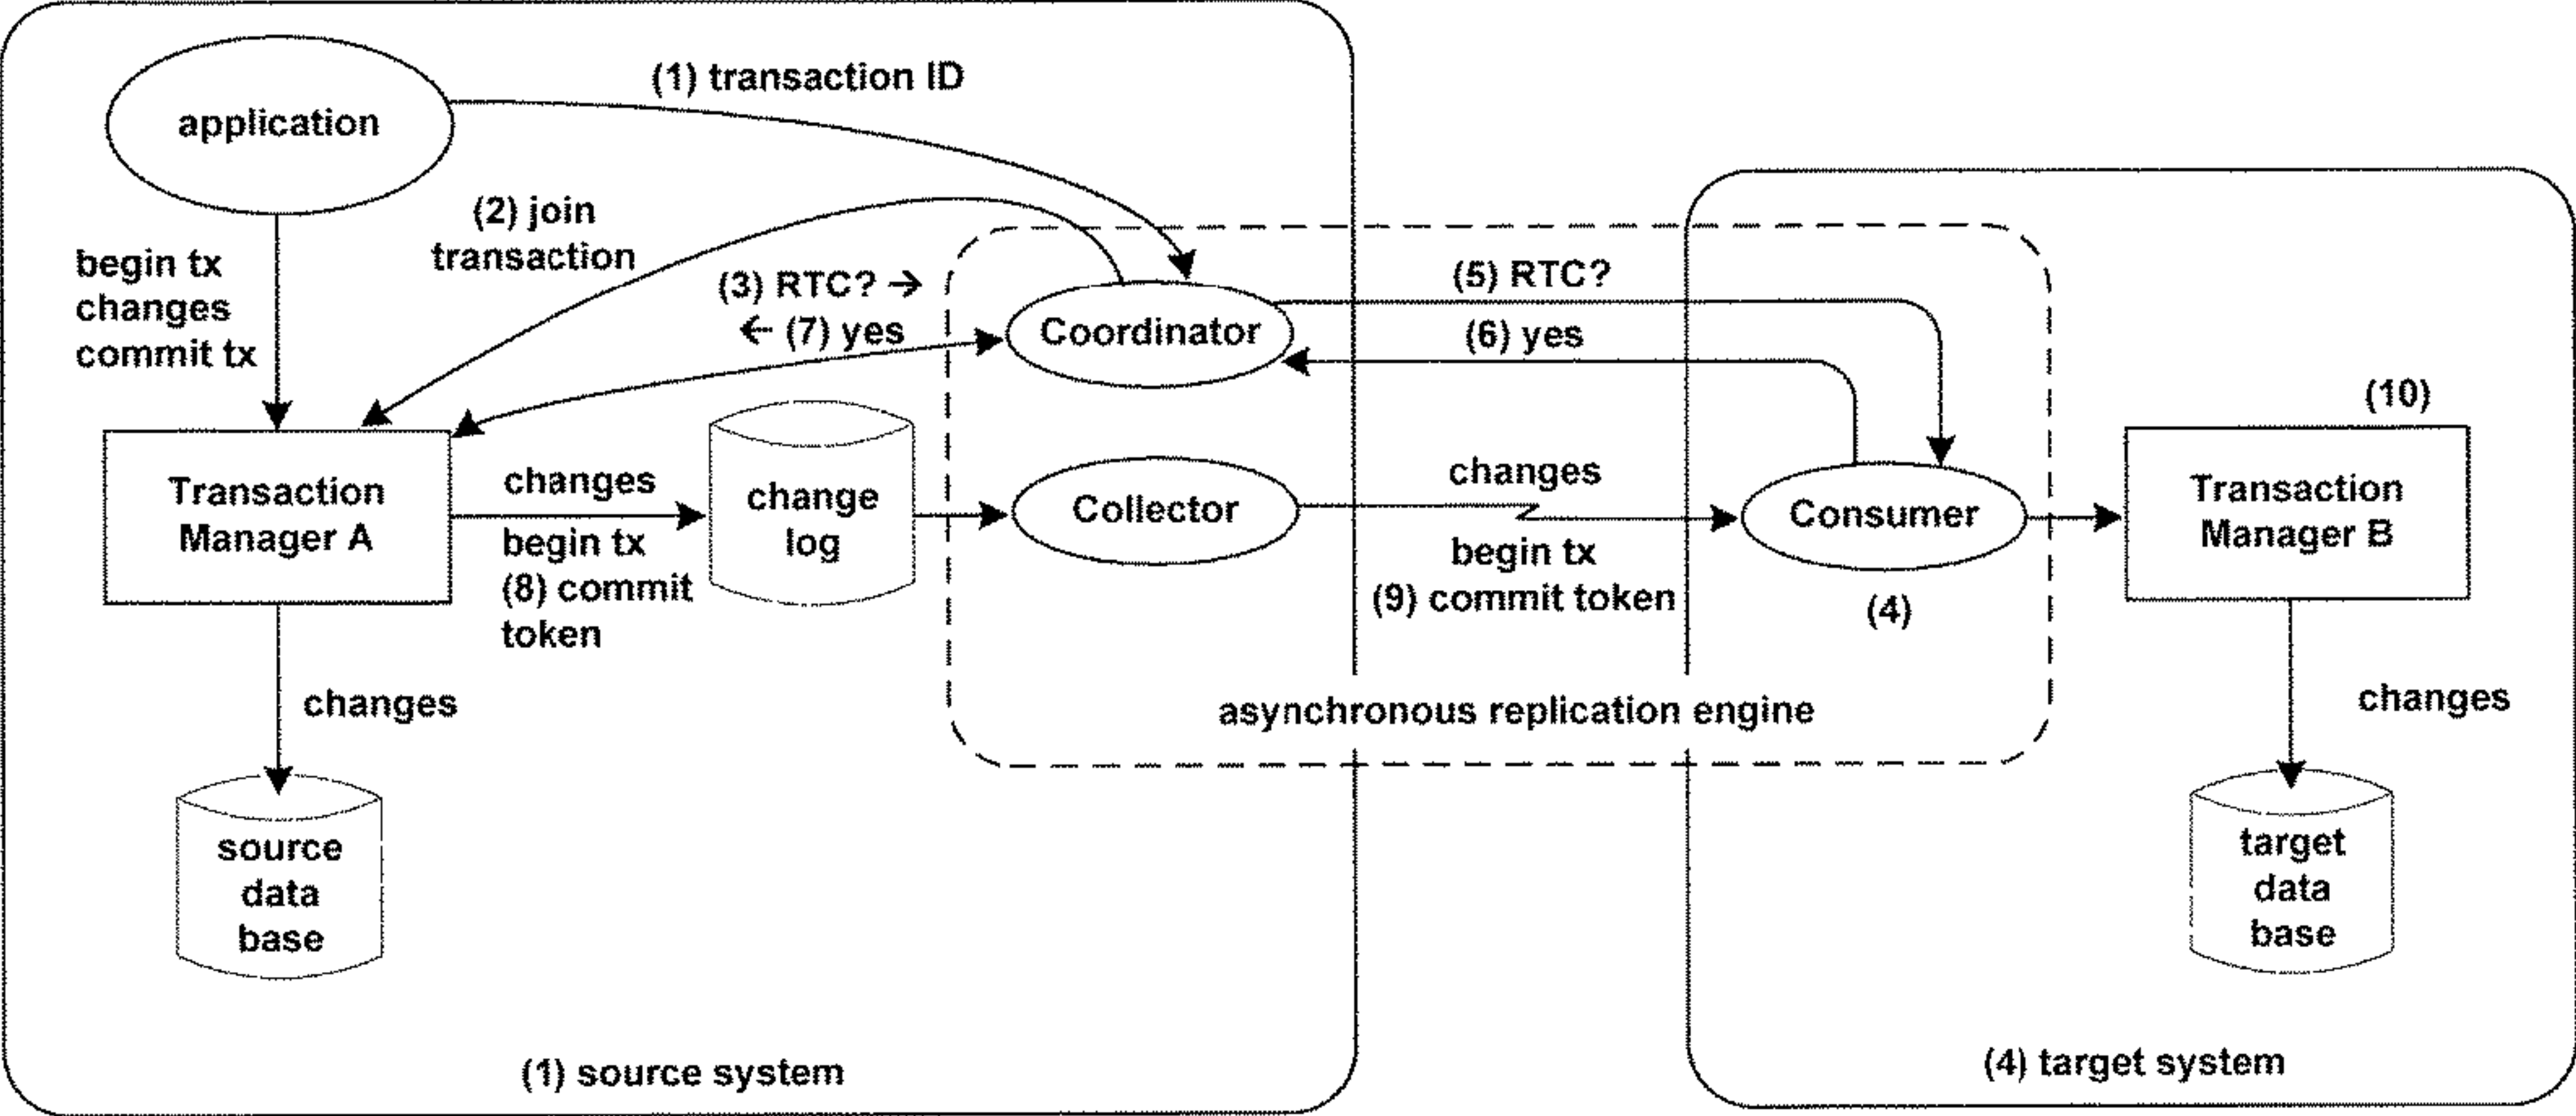 (1) transaction ID
application
(2) join
transaction
begin tx
changes
commit tx
(3) RTC? →
← (7) yes
Coordinator
(5) RTC?
(6) yes
(10)
Transaction
Manager A
changes
begin tx
(8) commit
token
change
log
Collector
changes
begin tx
(9) commit token
Consumer
(4)
Transaction
Manager B
changes
asynchronous replication engine
changes
source
data
base
target
data
base
(1) source system
(4) target system